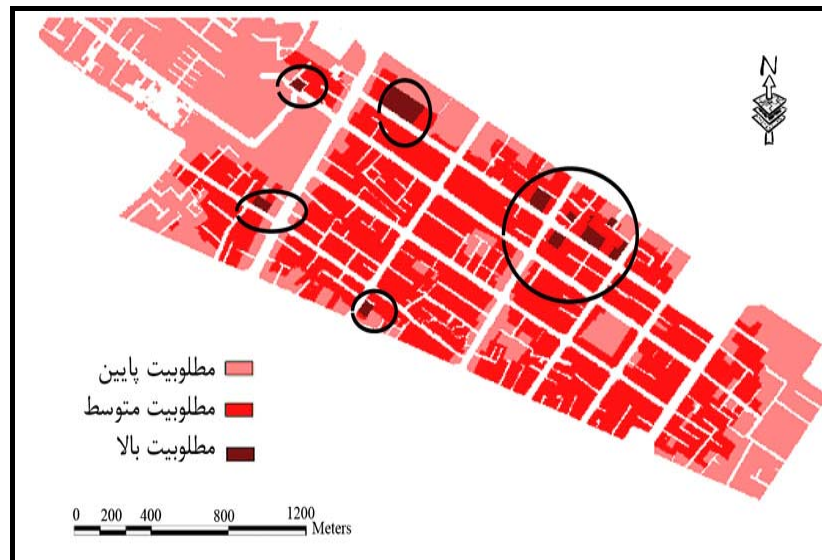 N
مطلوبیت پایین
مطلوبیت متوسط
مطلوبیت بالا
0 200 400 800 1200
Meters